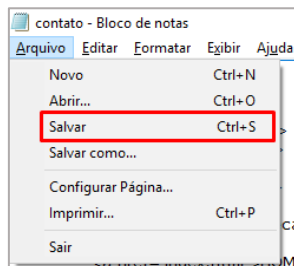 contato - Bloco de notas
Arquivo Editar Formatar Exibir Ajuda
Novo Ctrl+N
Abrir... Ctrl+O
Salvar Ctrl+S
Salvar como...
Configurar Página...
Imprimir... Ctrl+P
Sair